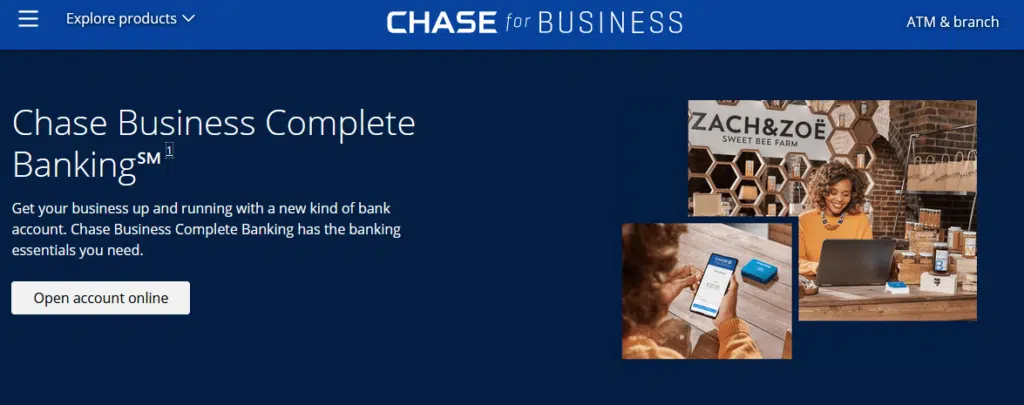 Explore products
CHASE for BUSINESS
ATM & branch
Chase Business Complete
Banking℠ 1
Get your business up and running with a new kind of bank
account. Chase Business Complete Banking has the banking
essentials you need.
Open account online
ZACH&ZOË
SWEET BEE FARM
CHASE